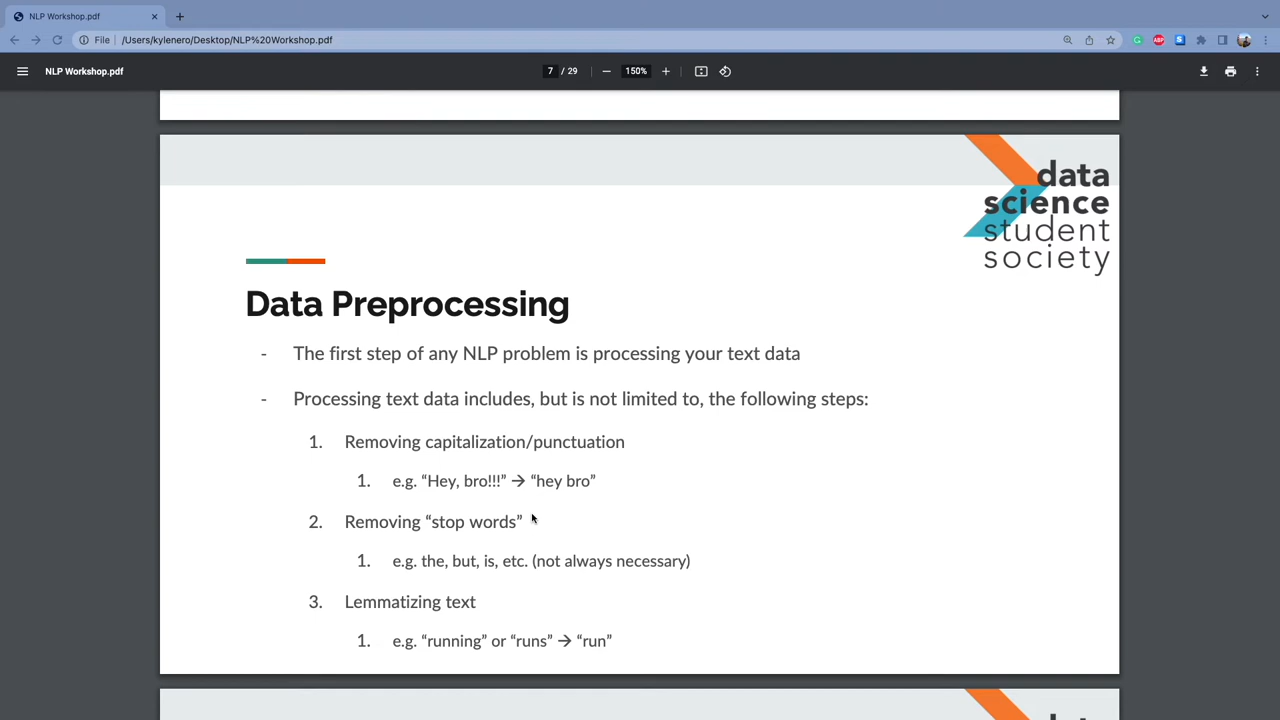 NLP Workshop.pdf
File
/Users/kylenero/Desktop/NLP%20Workshop.pdf
ABP
S
NLP Workshop.pdf
7 / 29
150%
data
science
student
society
Data Preprocessing
- The first step of any NLP problem is processing your text data
- Processing text data includes, but is not limited to, the following steps:
1. Removing capitalization/punctuation
1. e.g. “Hey, bro!!!” → “hey bro”
2. Removing “stop words”
1. e.g. the, but, is, etc. (not always necessary)
3. Lemmatizing text
1. e.g. “running” or “runs” → “run”